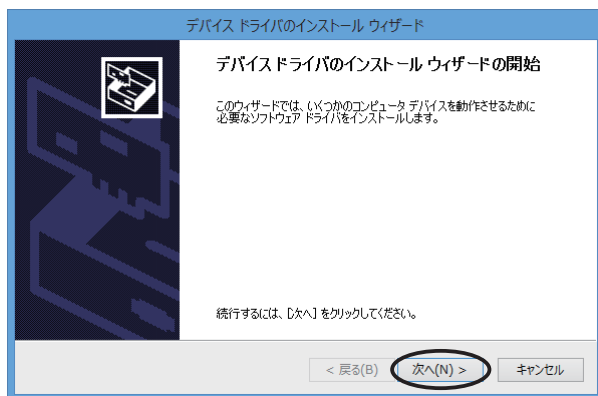 デバイス ドライバのインストール ウィザード
デバイス ドライバのインストール ウィザードの開始
このウィザードでは、いくつかのコンピュータ デバイスを動作させるために
必要なソフトウェア ドライバをインストールします。
続行するには、[次へ] をクリックしてください。
< 戻る(B)
次へ(N) >
キャンセル